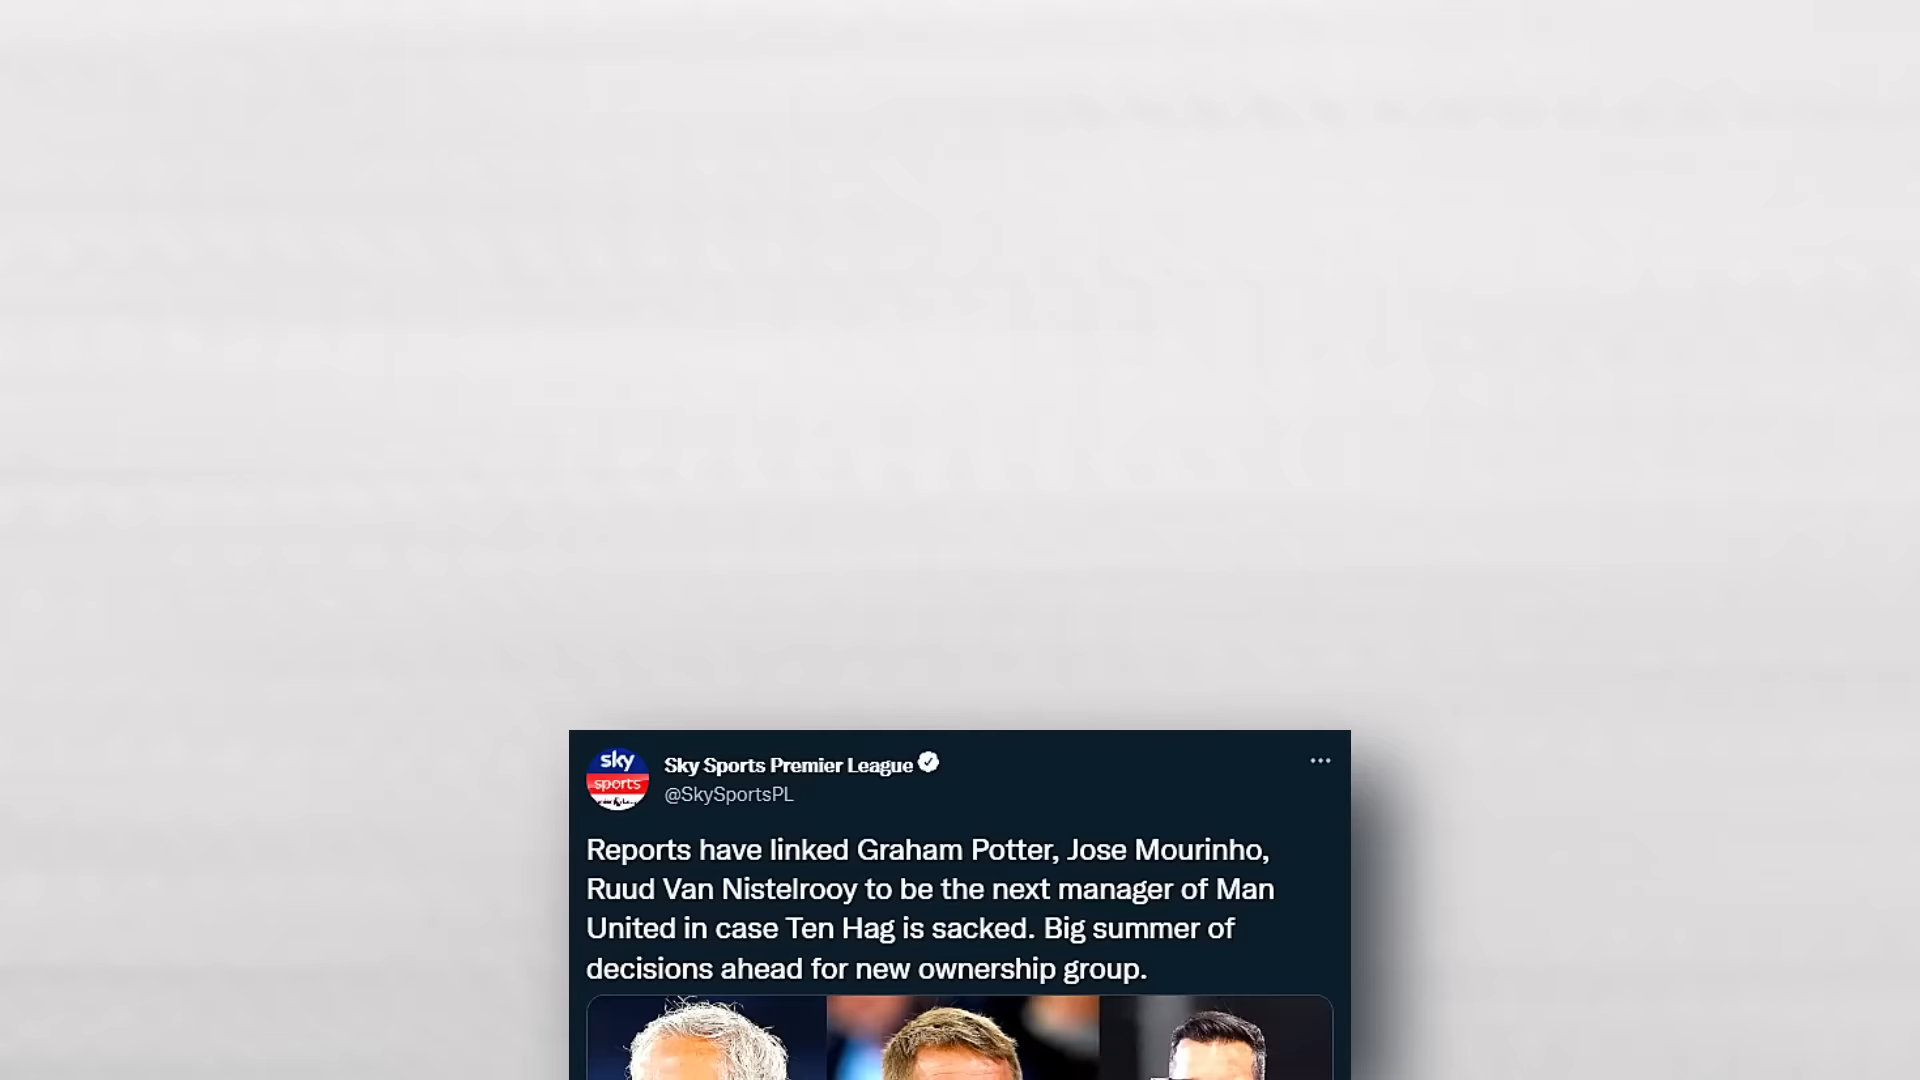 sky
sports
Sky Sports Premier League
@SkySportsPL
Reports have linked Graham Potter, Jose Mourinho,
Ruud Van Nistelrooy to be the next manager of Man
United in case Ten Hag is sacked. Big summer of
decisions ahead for new ownership group.